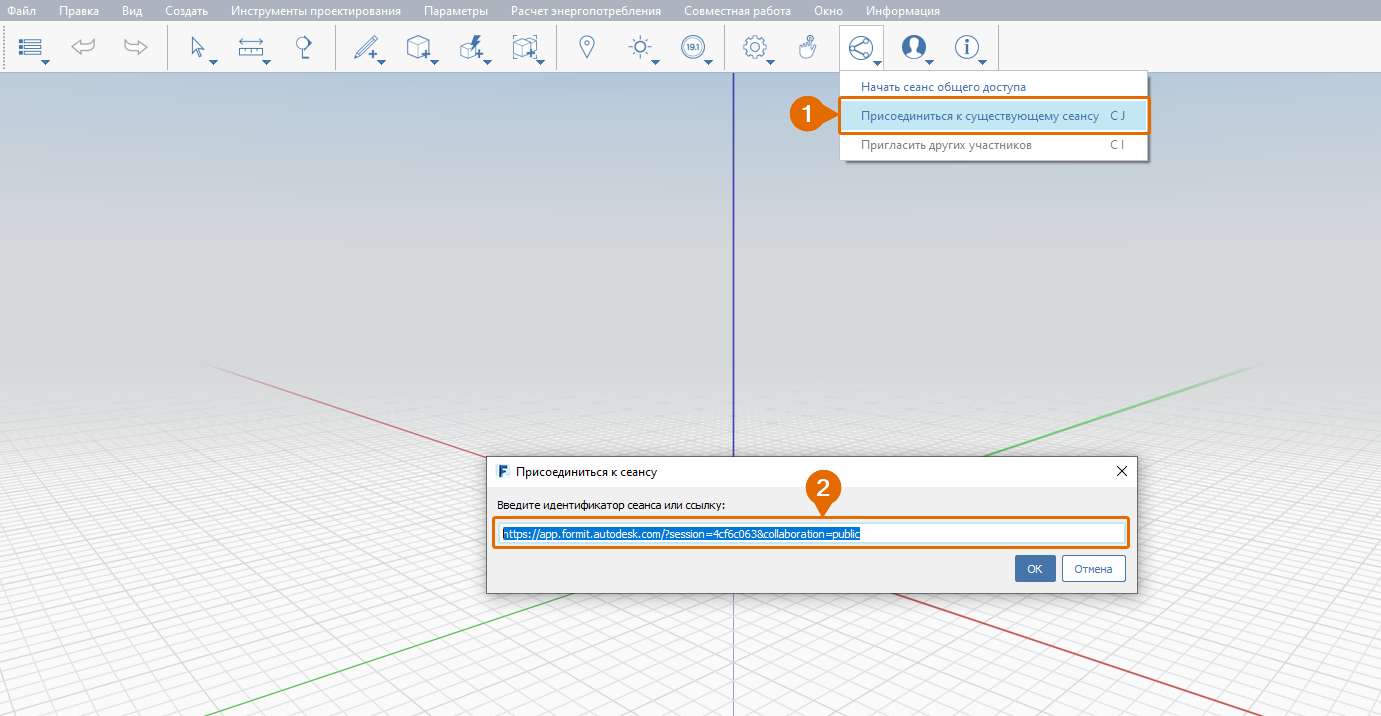 Файл Правка Вид Создать Инструменты проектирования Параметры Расчет энергопотребления Совместная работа Окно Информация
19.1
Начать сеанс общего доступа
1
Присоединиться к существующему сеансу C J
Пригласить других участников C I
Присоединиться к сеансу
2
Введите идентификатор сеанса или ссылку:
https://app.formit.autodesk.com/?session=4cf6c063&collaboration=public
OK Отмена